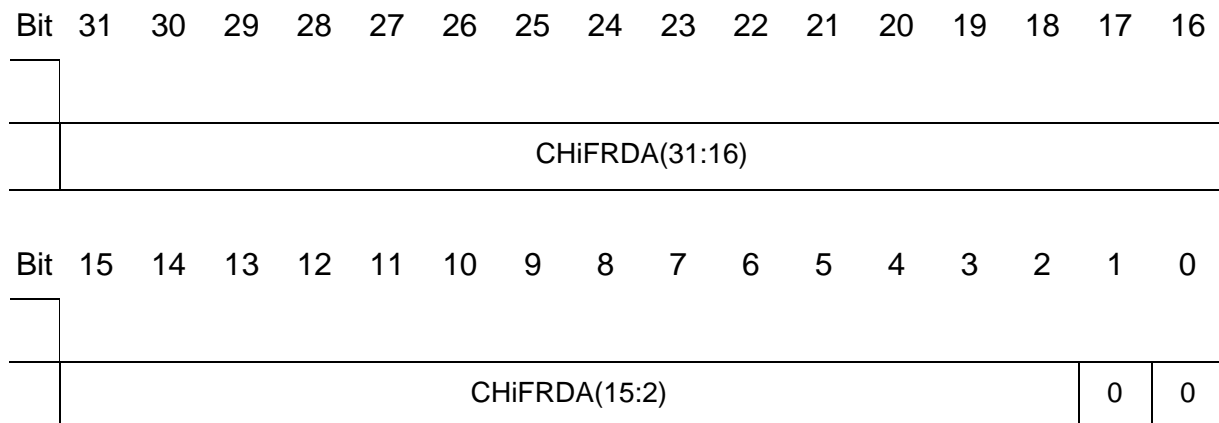 Bit 31 30 29 28 27 26 25 24 23 22 21 20 19 18 17 16
CHiFRDA(31:16)
Bit 15 14 13 12 11 10 9 8 7 6 5 4 3 2 1 0
CHiFRDA(15:2) 0 0